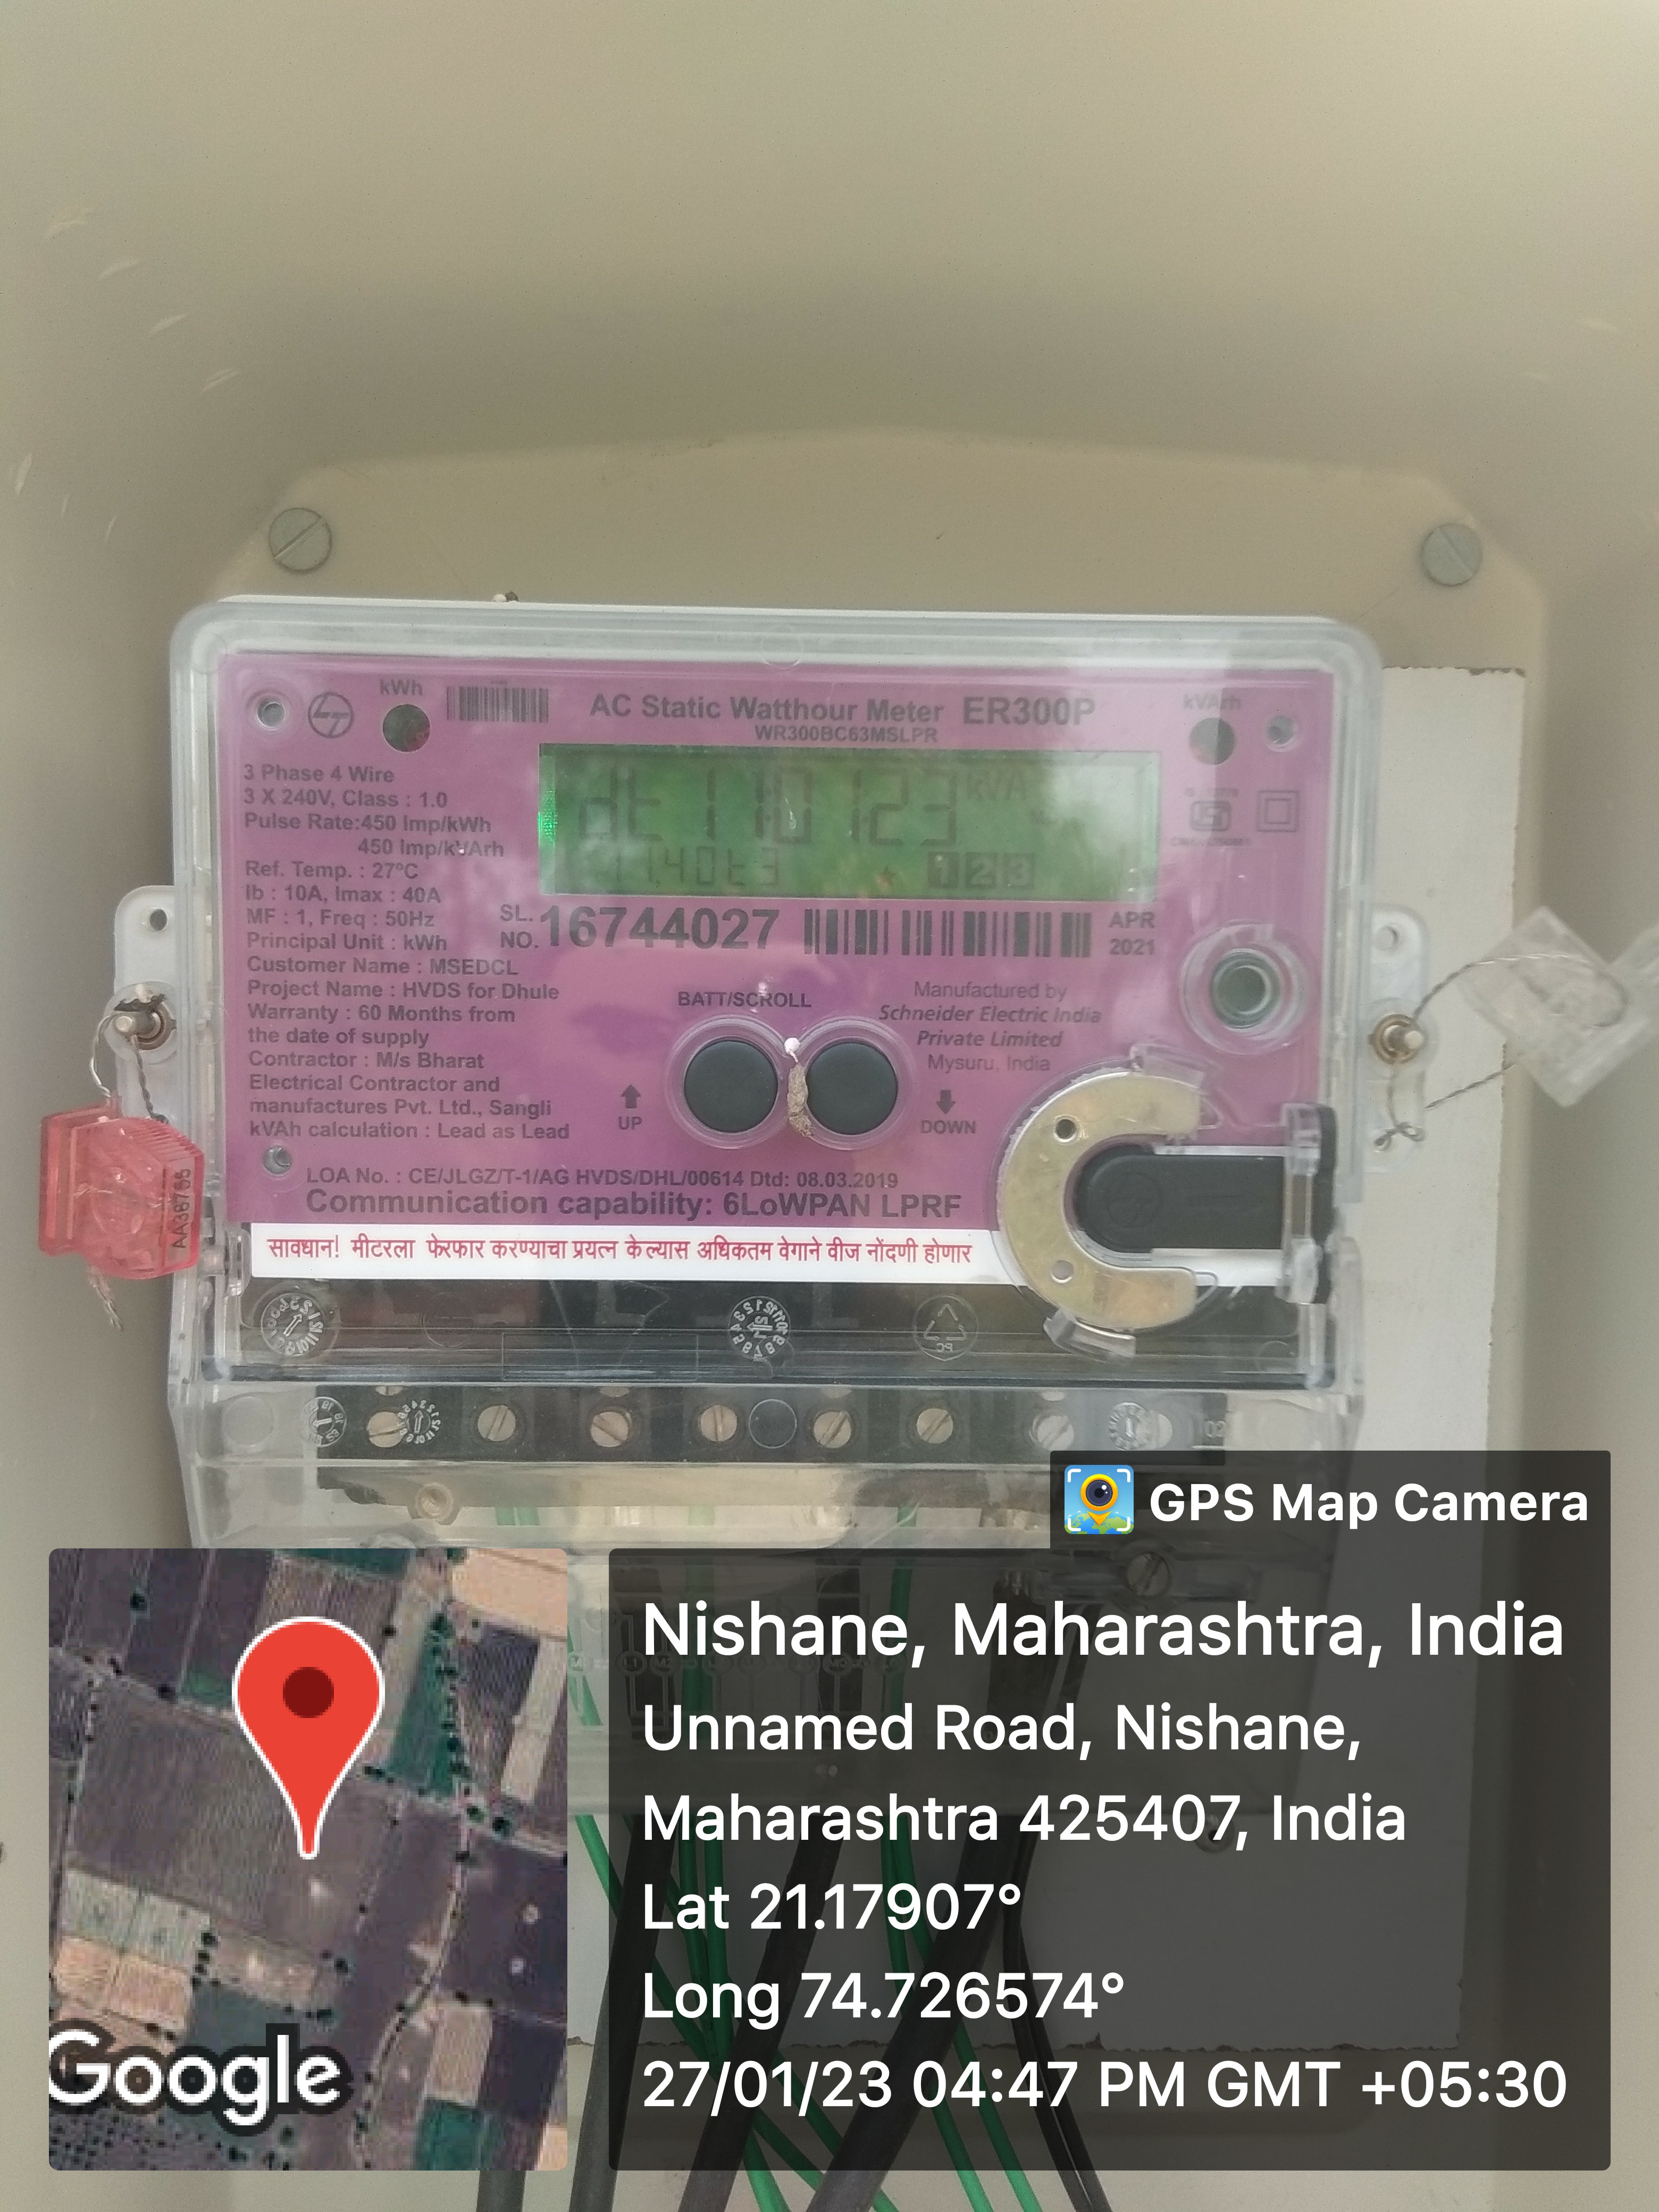 kWh
AC Static Watthour Meter ER300P
kVArh
WR300BC63MSLPR
3 Phase 4 Wire
3 X 240V, Class : 1.0
Pulse Rate:450 Imp/kWh
450 Imp/kVArh
Ref. Temp. : 27°C
Ib : 10A, Imax : 40A
MF : 1, Freq : 50Hz
Principal Unit : kWh
Customer Name : MSEDCL
Project Name : HVDS for Dhule
Warranty : 60 Months from
the date of supply
Contractor : M/s Bharat
Electrical Contractor and
manufactures Pvt. Ltd., Sangli
kVAh calculation : Lead as Lead
dt 110123 kVA
1 2 3
SL. NO. 16744027
APR
2021
BATT/SCROLL
UP
DOWN
Manufactured by
Schneider Electric India
Private Limited
Mysuru, India
LOA No. : CE/JLGZ/T-1/AG HVDS/DHL/00614 Dtd: 08.03.2019
Communication capability: 6LoWPAN LPRF
सावधान! मीटरला फेरफार करण्याचा प्रयत्न केल्यास अधिकतम वेगाने वीज नोंदणी होणार
GPS Map Camera
Nishane, Maharashtra, India
Unnamed Road, Nishane,
Maharashtra 425407, India
Lat 21.17907°
Long 74.726574°
27/01/23 04:47 PM GMT +05:30
Google